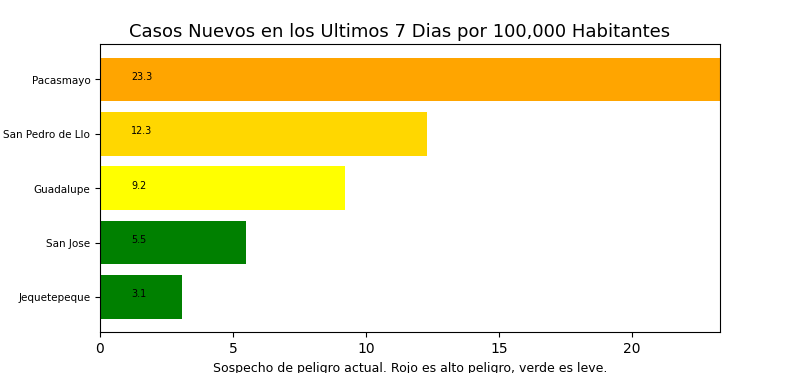 Casos Nuevos en los Ultimos 7 Dias por 100,000 Habitantes
Pacasmayo 23.3
San Pedro de Llo 12.3
Guadalupe 9.2
San Jose 5.5
Jequetepeque 3.1
0 5 10 15 20
Sospecho de peligro actual. Rojo es alto peligro, verde es leve.